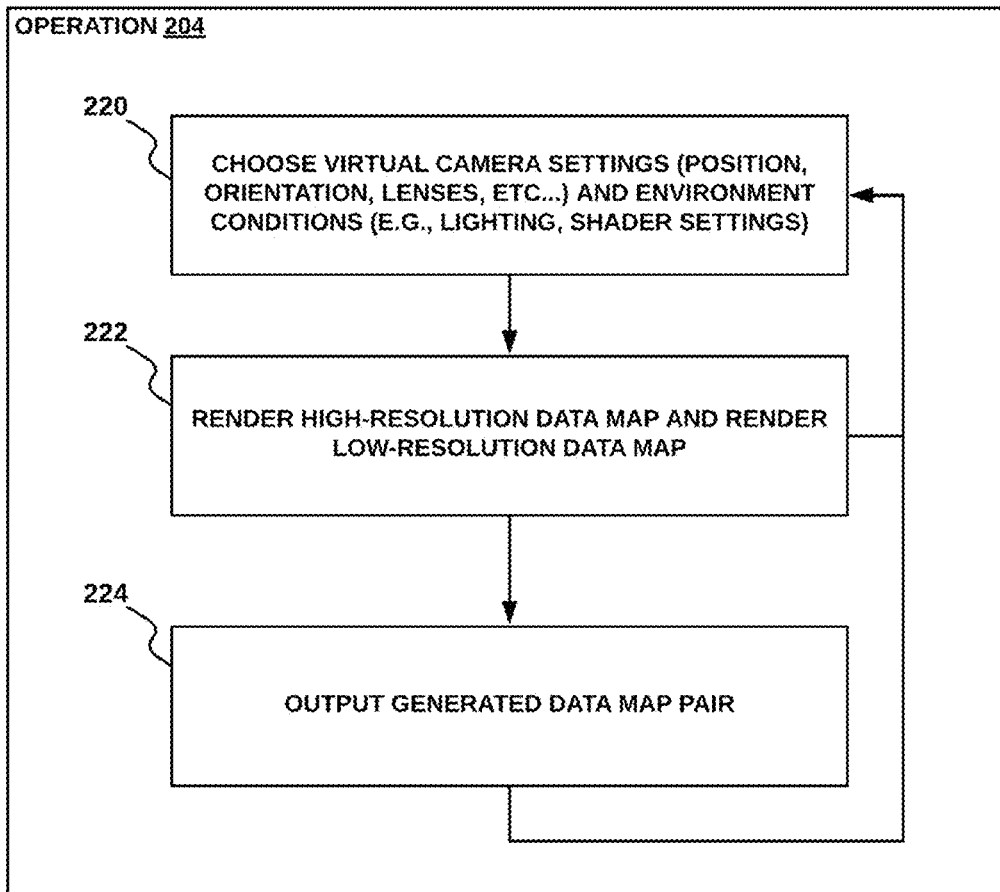 OPERATION 204
220
CHOOSE VIRTUAL CAMERA SETTINGS (POSITION,
ORIENTATION, LENSES, ETC...) AND ENVIRONMENT
CONDITIONS (E.G., LIGHTING, SHADER SETTINGS)
222
RENDER HIGH-RESOLUTION DATA MAP AND RENDER
LOW-RESOLUTION DATA MAP
224
OUTPUT GENERATED DATA MAP PAIR